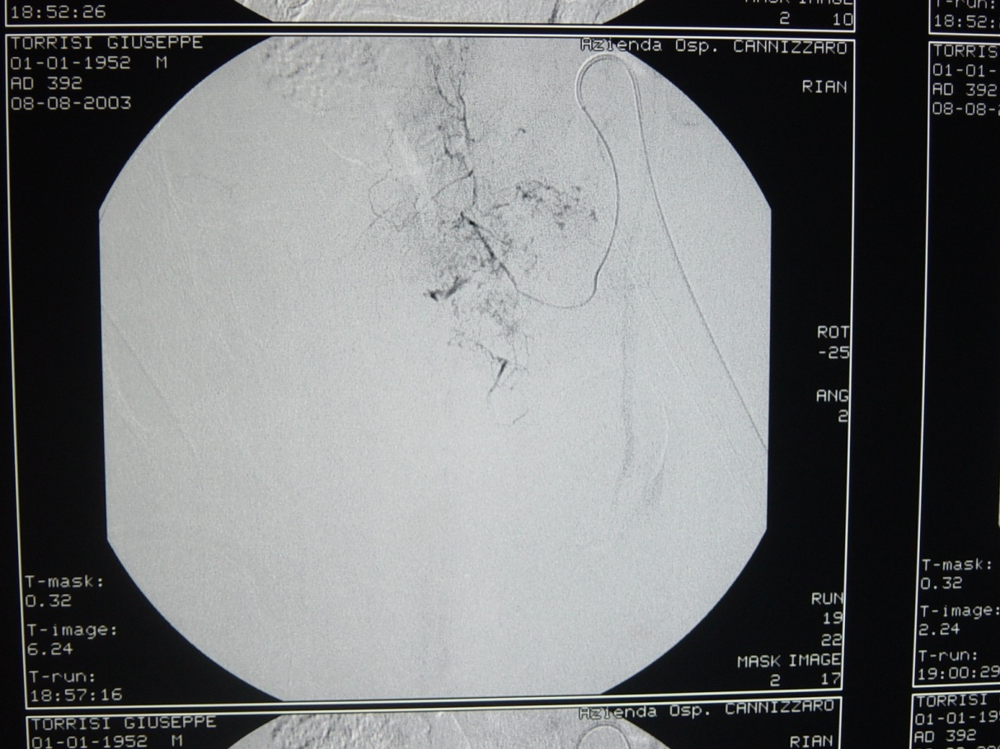 18:52:26
MASK IMAGE
2 10
T-run:
18:52:
TORRISI GIUSEPPE
01-01-1952 M
AD 392
08-08-2003
Azienda Osp. CANNIZZARO
RIAN
ROT
-25
ANG
2
T-mask:
0.32
T-image:
6.24
T-run:
18:57:16
RUN
19
22
MASK IMAGE
2 17
TORRIS
01-01-
AD 392
08-08-
T-mask:
0.32
T-image:
2.24
T-run:
19:00:29
TORRISI GIUSEPPE
01-01-1952 M
Azienda Osp. CANNIZZARO
RIAN
TORRISI
01-01-19
AD 392